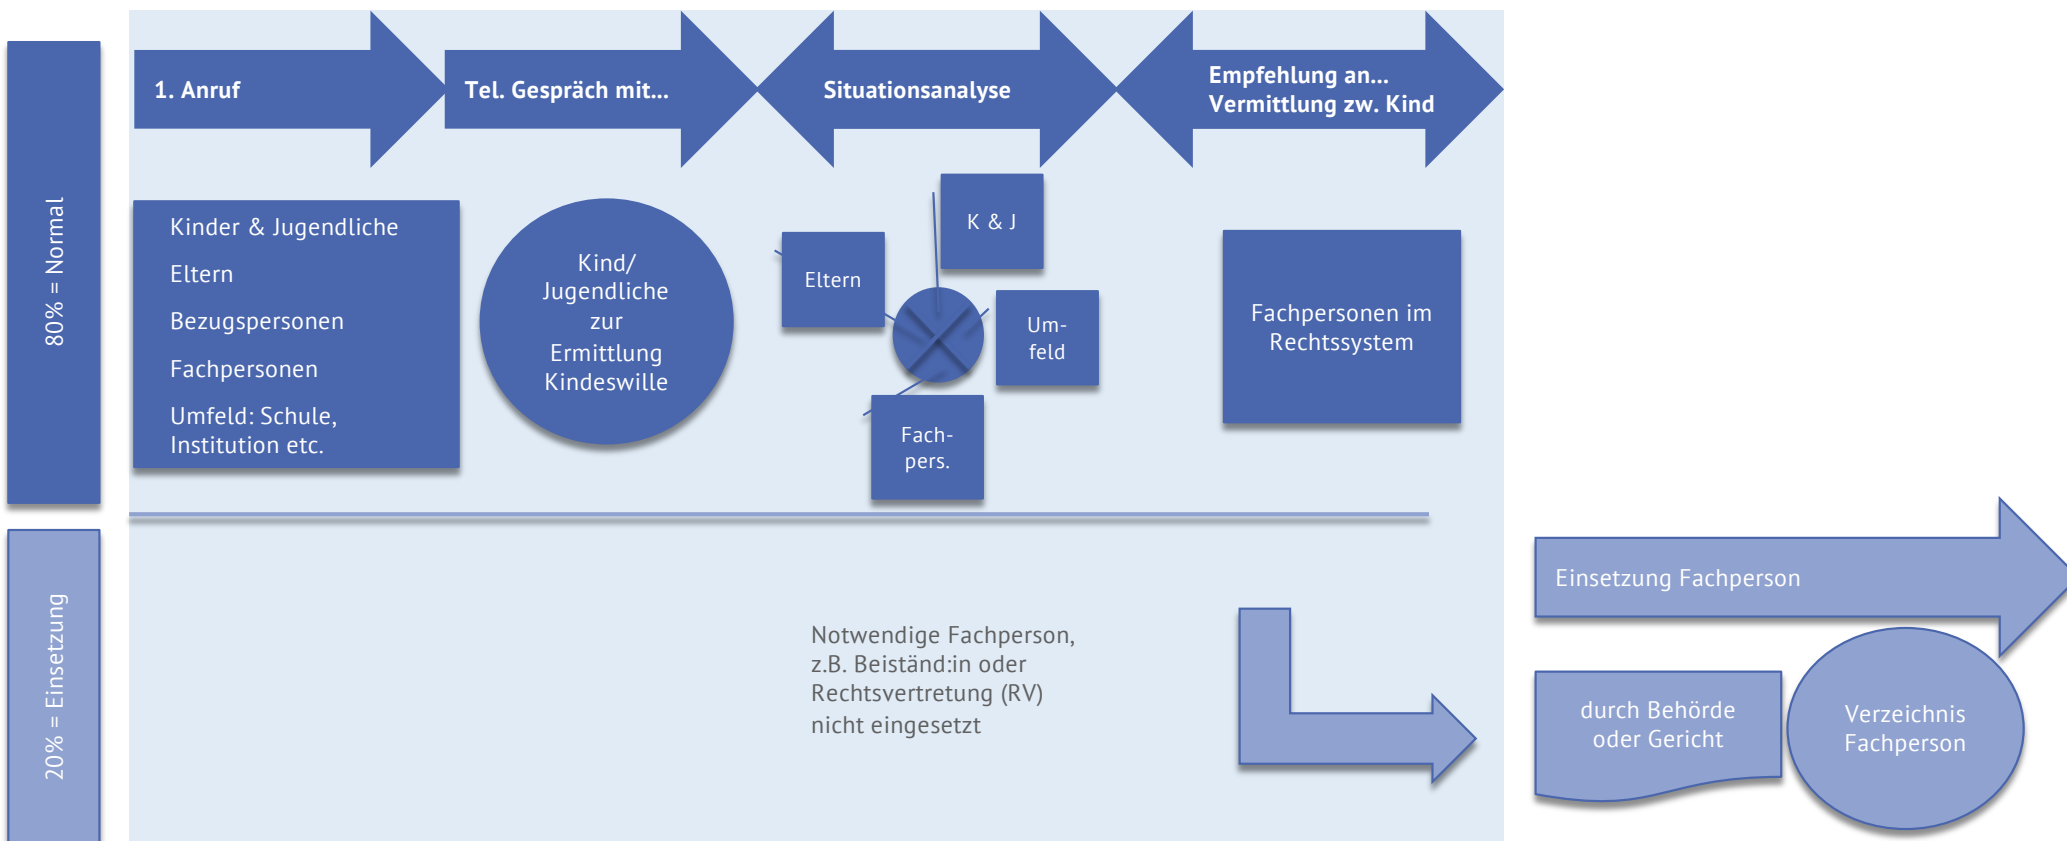 80% = Normal
1. Anruf
Tel. Gespräch mit...
Situationsanalyse
Empfehlung an...
Vermittlung zw. Kind
Kinder & Jugendliche
Eltern
Bezugspersonen
Fachpersonen
Umfeld: Schule,
Institution etc.
Kind/
Jugendliche
zur
Ermittlung
Kindeswille
K & J
Eltern
Um-
feld
Fach-
pers.
Fachpersonen im
Rechtssystem
20% = Einsetzung
Notwendige Fachperson,
z.B. Beiständ:in oder
Rechtsvertretung (RV)
nicht eingesetzt
Einsetzung Fachperson
durch Behörde
oder Gericht
Verzeichnis
Fachperson